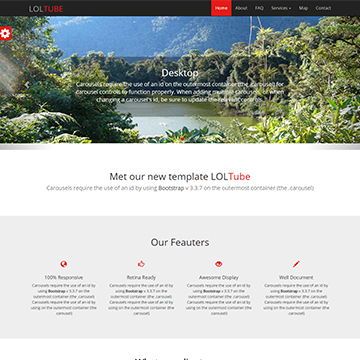 LOLTUBE
Home About FAQ Services Map Contact
Desktop
Carousels require the use of an id on the outermost container (the .carousel) for
carousel controls to function properly. When adding multiple carousels, or when
changing a carousel's id, be sure to update the relevant controls.
Met our new template LOLTube
Carousels require the use of an id by using Bootstrap v 3.3.7 on the outermost container (the .carousel)
Our Feauters
100% Responsive
Carousels require the use of an id by
using Bootstrap v 3.3.7 on the
outermost container (the .carousel)
Carousels require the use of an id by
using on the outermost container (the
.carousel)
Retina Ready
Carousels require the use of an id by
using Bootstrap v 3.3.7 on the
outermost container (the .carousel)
Carousels require the use of an id by
using on the outermost container (the
.carousel)
Awesome Display
Carousels require the use of an id by
using Bootstrap v 3.3.7 on the
outermost container (the .carousel)
Carousels require the use of an id by
using on the outermost container (the
.carousel)
Well Document
Carousels require the use of an id by
using Bootstrap v 3.3.7 on the
outermost container (the .carousel)
Carousels require the use of an id by
using on the outermost container (the
.carousel)